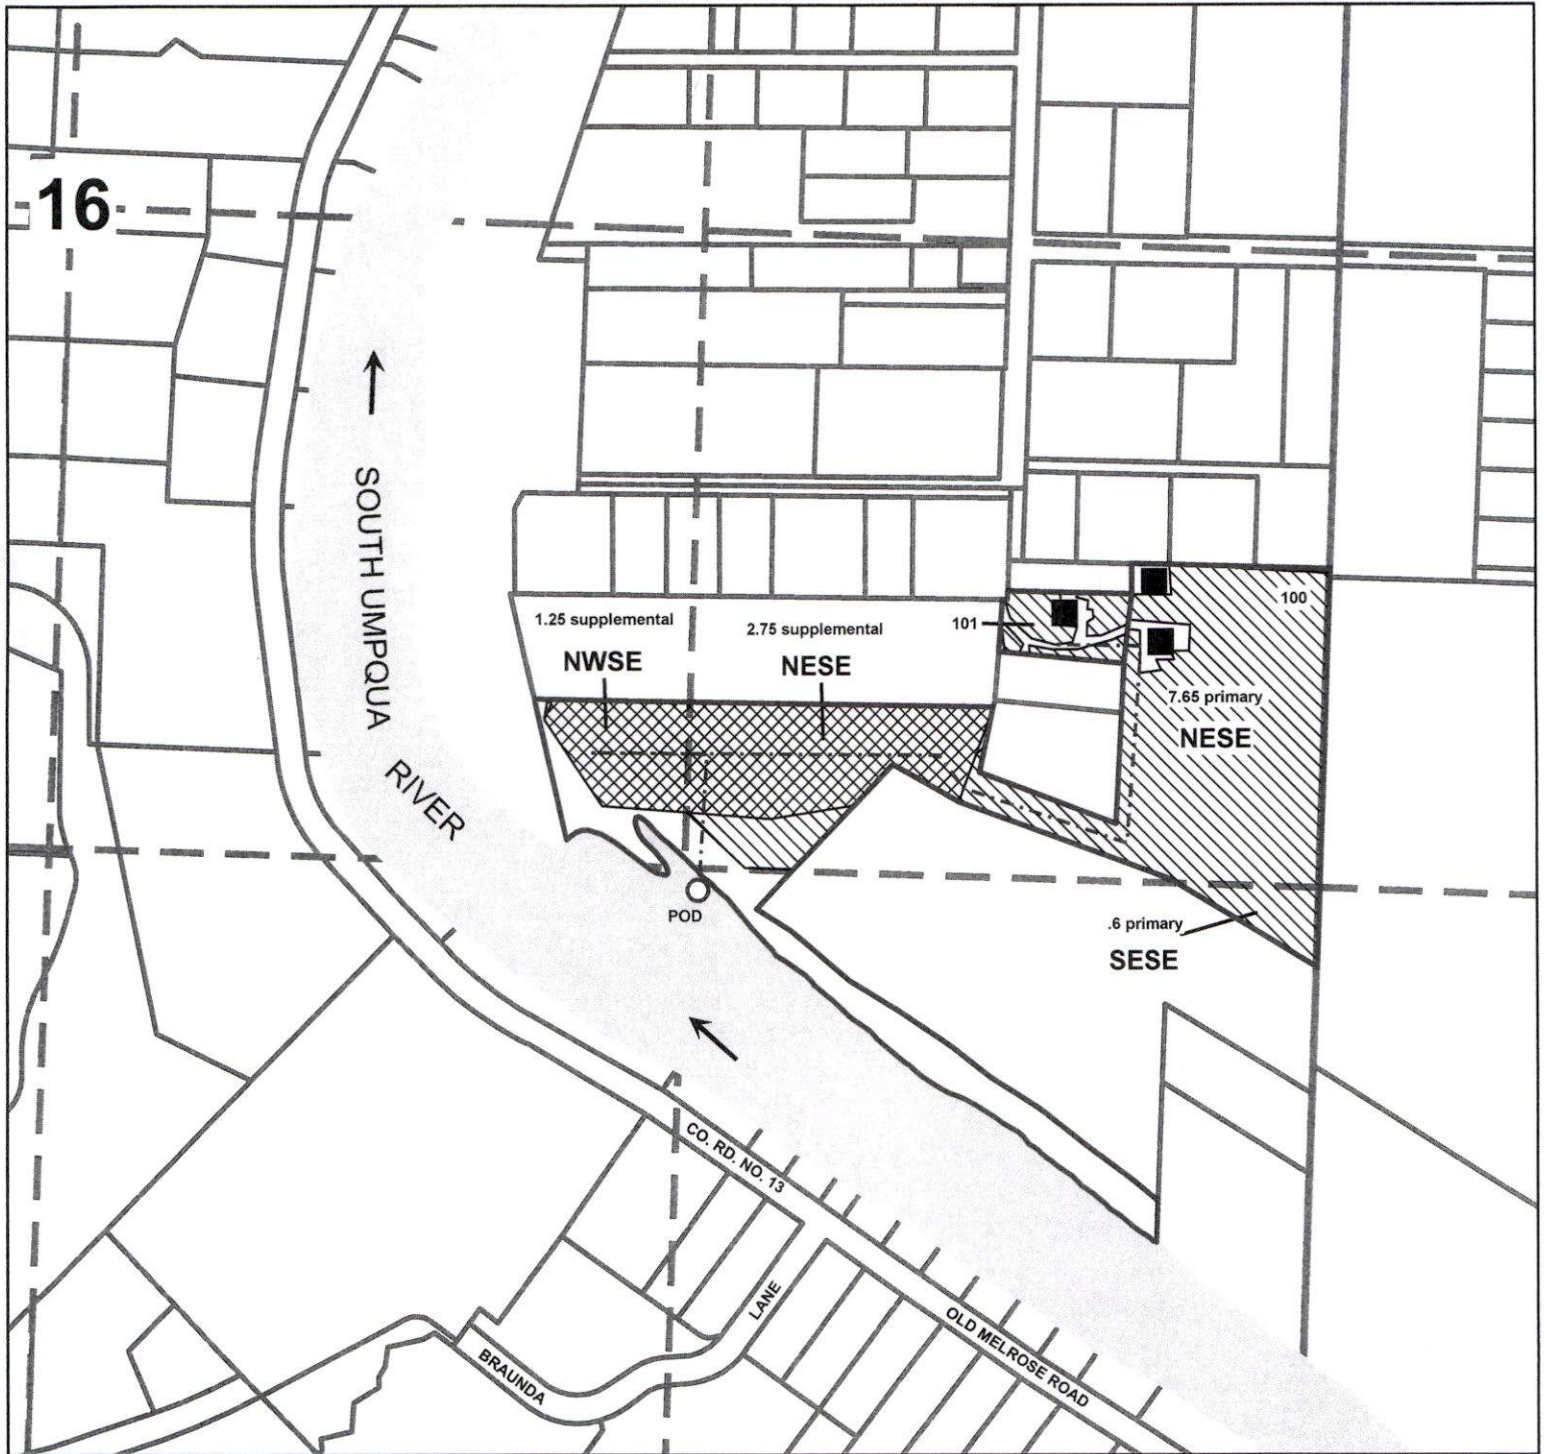 16
SOUTH UMPQUA
RIVER
1.25 supplemental
NWSE
2.75 supplemental
NESE
101
100
7.65 primary
NESE
POD
.6 primary
SESE
CO. RD. NO. 13
LANE
BRAUNDA
OLD MELROSE ROAD